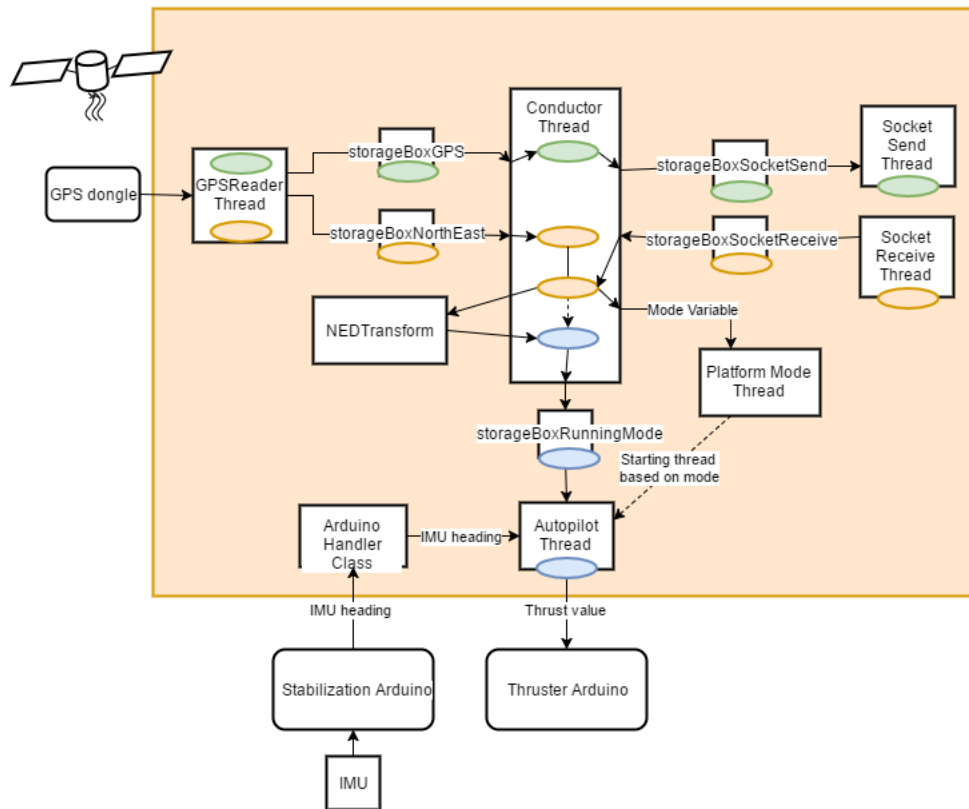 Conductor
Thread
storageBoxGPS
storageBoxSocketSend
Socket
Send
Thread
GPS dongle
GPSReader
Thread
storageBoxNorthEast
storageBoxSocketReceive
Socket
Receive
Thread
NEDTransform
Mode Variable
Platform Mode
Thread
storageBoxRunningMode
Starting thread
based on mode
Arduino
Handler
Class
IMU heading
Autopilot
Thread
IMU heading
Thrust value
Stabilization Arduino
Thruster Arduino
IMU